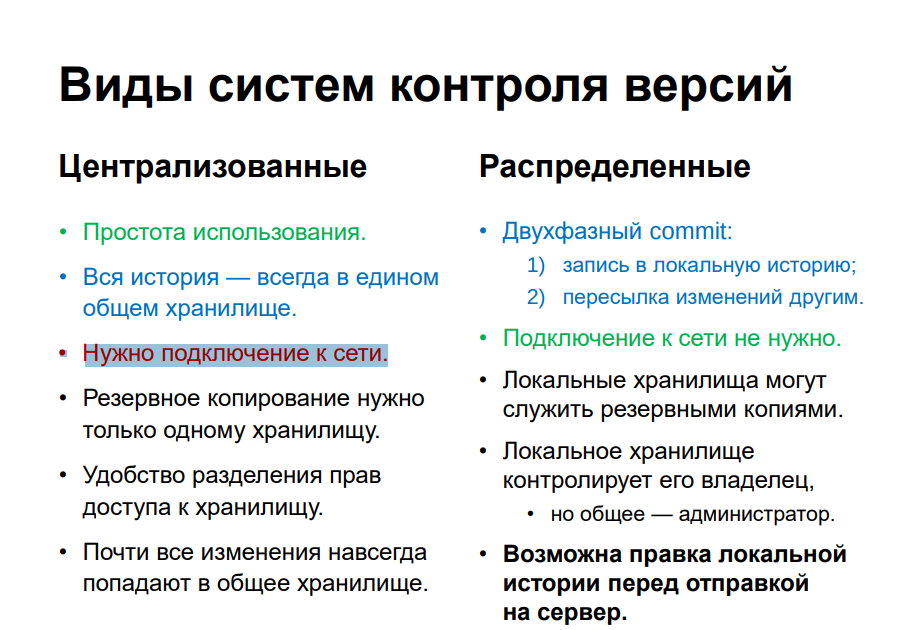 Виды систем контроля версий
Централизованные
• Простота использования.
• Вся история — всегда в едином
общем хранилище.
• Нужно подключение к сети.
• Резервное копирование нужно
только одному хранилищу.
• Удобство разделения прав
доступа к хранилищу.
• Почти все изменения навсегда
попадают в общее хранилище.
Распределенные
• Двухфазный commit:
1) запись в локальную историю;
2) пересылка изменений другим.
• Подключение к сети не нужно.
• Локальные хранилища могут
служить резервными копиями.
• Локальное хранилище
контролирует его владелец,
• но общее — администратор.
• Возможна правка локальной
истории перед отправкой
на сервер.